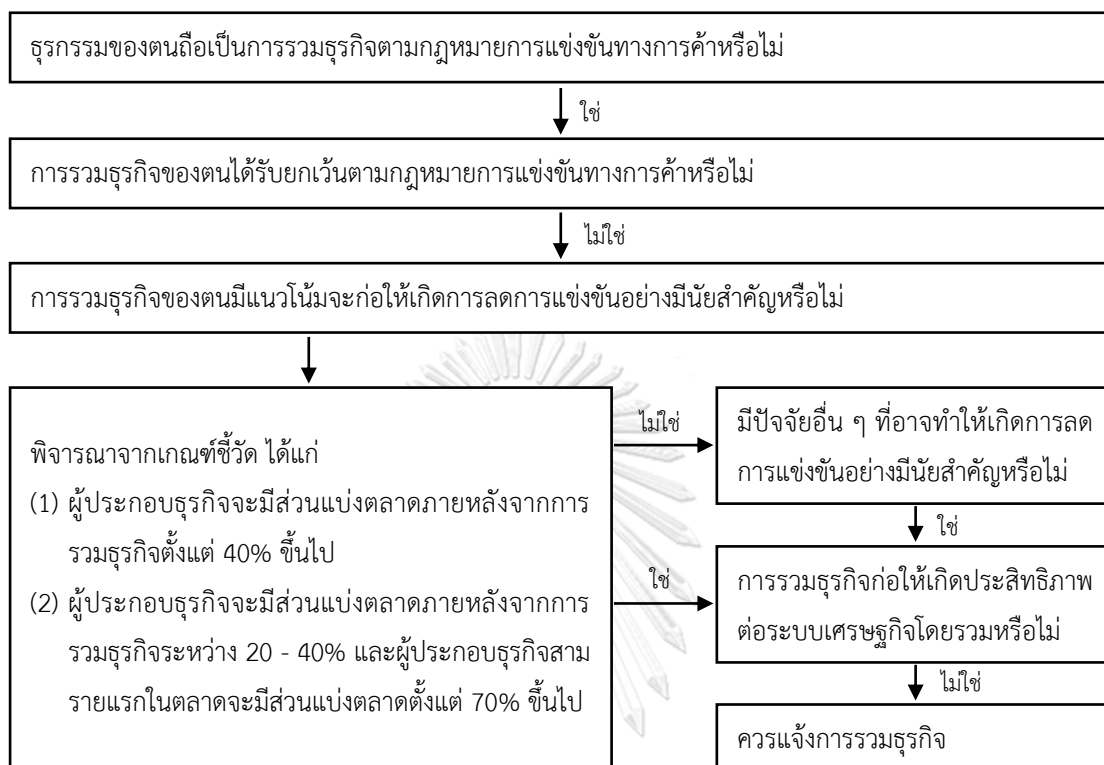 ธุรกรรมของตนถือเป็นการรวมธุรกิจตามกฎหมายการแข่งขันทางการค้าหรือไม่
ใช่
การรวมธุรกิจของตนได้รับยกเว้นตามกฎหมายการแข่งขันทางการค้าหรือไม่
ไม่ใช่
การรวมธุรกิจของตนมีแนวโน้มจะก่อให้เกิดการลดการแข่งขันอย่างมีนัยสำคัญหรือไม่
พิจารณาจากเกณฑ์ชี้วัด ได้แก่
(1) ผู้ประกอบธุรกิจจะมีส่วนแบ่งตลาดภายหลังจากการ
รวมธุรกิจตั้งแต่ 40% ขึ้นไป
(2) ผู้ประกอบธุรกิจจะมีส่วนแบ่งตลาดภายหลังจากการ
รวมธุรกิจระหว่าง 20 - 40% และผู้ประกอบธุรกิจสาม
รายแรกในตลาดจะมีส่วนแบ่งตลาดตั้งแต่ 70% ขึ้นไป
ไม่ใช่
มีปัจจัยอื่น ๆ ที่อาจทำให้เกิดการลด
การแข่งขันอย่างมีนัยสำคัญหรือไม่
ใช่
ใช่
การรวมธุรกิจก่อให้เกิดประสิทธิภาพ
ต่อระบบเศรษฐกิจโดยรวมหรือไม่
ไม่ใช่
ควรแจ้งการรวมธุรกิจ